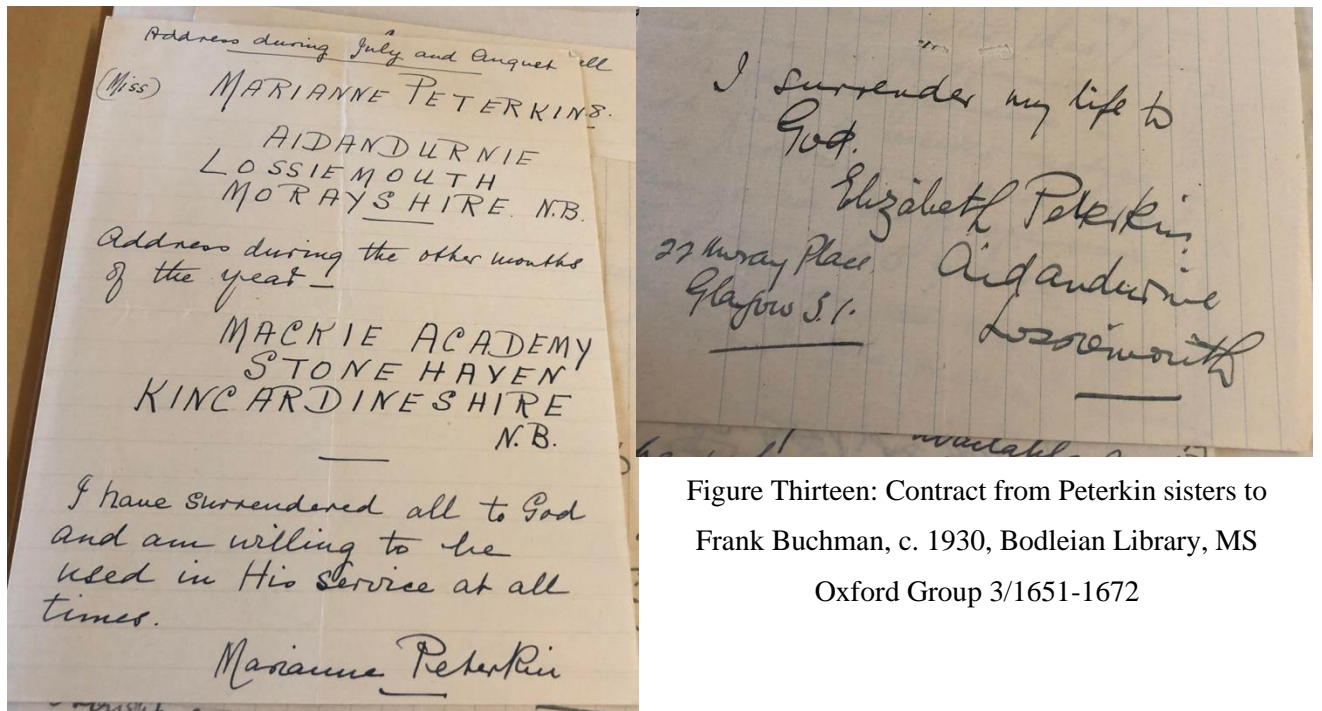 Address during July and August
(Miss) MARIANNE PETERKIN
AIDANDURNIE
LOSSIEMOUTH
MORAYSHIRE. N.B.
Address during the other months
of the year –
MACKIE ACADEMY
STONEHAVEN
KINCARDINESHIRE
N.B.
I have surrendered all to God
and am willing to be
used in His service at all
times.
Marianne Peterkin
I surrender my life to
God.
Elizabeth Peterkin
Aidandurnie
Lossiemouth
27 Place
Glasgow S.1.
available
Figure Thirteen: Contract from Peterkin sisters to
Frank Buchman, c. 1930, Bodleian Library, MS
Oxford Group 3/1651-1672